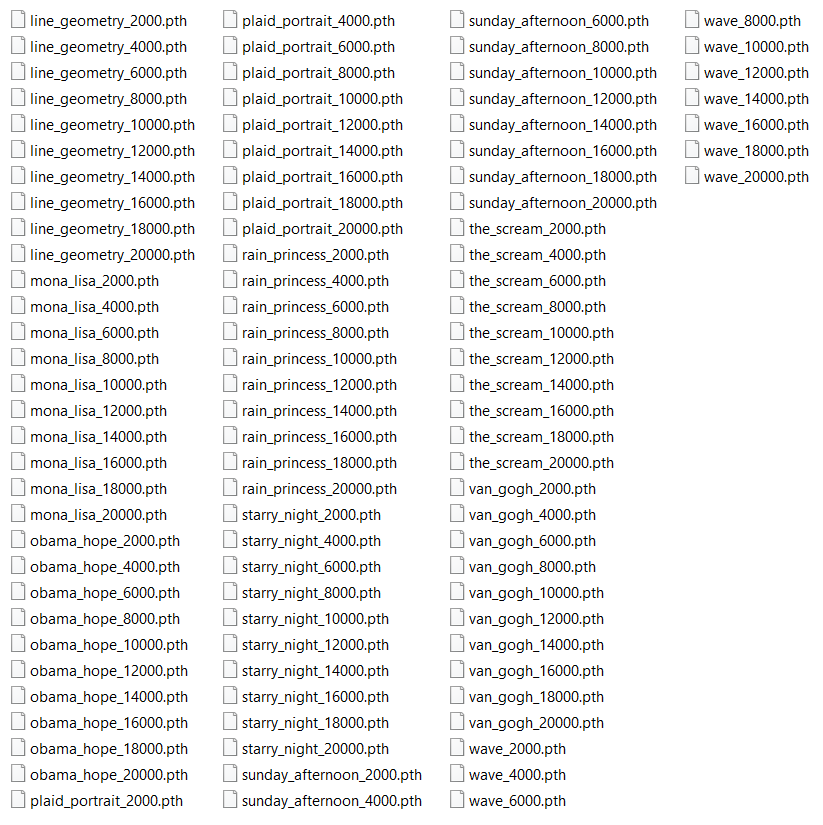 line_geometry_2000.pth
line_geometry_4000.pth
line_geometry_6000.pth
line_geometry_8000.pth
line_geometry_10000.pth
line_geometry_12000.pth
line_geometry_14000.pth
line_geometry_16000.pth
line_geometry_18000.pth
line_geometry_20000.pth
mona_lisa_2000.pth
mona_lisa_4000.pth
mona_lisa_6000.pth
mona_lisa_8000.pth
mona_lisa_10000.pth
mona_lisa_12000.pth
mona_lisa_14000.pth
mona_lisa_16000.pth
mona_lisa_18000.pth
mona_lisa_20000.pth
obama_hope_2000.pth
obama_hope_4000.pth
obama_hope_6000.pth
obama_hope_8000.pth
obama_hope_10000.pth
obama_hope_12000.pth
obama_hope_14000.pth
obama_hope_16000.pth
obama_hope_18000.pth
obama_hope_20000.pth
plaid_portrait_2000.pth
plaid_portrait_4000.pth
plaid_portrait_6000.pth
plaid_portrait_8000.pth
plaid_portrait_10000.pth
plaid_portrait_12000.pth
plaid_portrait_14000.pth
plaid_portrait_16000.pth
plaid_portrait_18000.pth
plaid_portrait_20000.pth
rain_princess_2000.pth
rain_princess_4000.pth
rain_princess_6000.pth
rain_princess_8000.pth
rain_princess_10000.pth
rain_princess_12000.pth
rain_princess_14000.pth
rain_princess_16000.pth
rain_princess_18000.pth
rain_princess_20000.pth
starry_night_2000.pth
starry_night_4000.pth
starry_night_6000.pth
starry_night_8000.pth
starry_night_10000.pth
starry_night_12000.pth
starry_night_14000.pth
starry_night_16000.pth
starry_night_18000.pth
starry_night_20000.pth
sunday_afternoon_2000.pth
sunday_afternoon_4000.pth
sunday_afternoon_6000.pth
sunday_afternoon_8000.pth
sunday_afternoon_10000.pth
sunday_afternoon_12000.pth
sunday_afternoon_14000.pth
sunday_afternoon_16000.pth
sunday_afternoon_18000.pth
sunday_afternoon_20000.pth
the_scream_2000.pth
the_scream_4000.pth
the_scream_6000.pth
the_scream_8000.pth
the_scream_10000.pth
the_scream_12000.pth
the_scream_14000.pth
the_scream_16000.pth
the_scream_18000.pth
the_scream_20000.pth
van_gogh_2000.pth
van_gogh_4000.pth
van_gogh_6000.pth
van_gogh_8000.pth
van_gogh_10000.pth
van_gogh_12000.pth
van_gogh_14000.pth
van_gogh_16000.pth
van_gogh_18000.pth
van_gogh_20000.pth
wave_2000.pth
wave_4000.pth
wave_6000.pth
wave_8000.pth
wave_10000.pth
wave_12000.pth
wave_14000.pth
wave_16000.pth
wave_18000.pth
wave_20000.pth